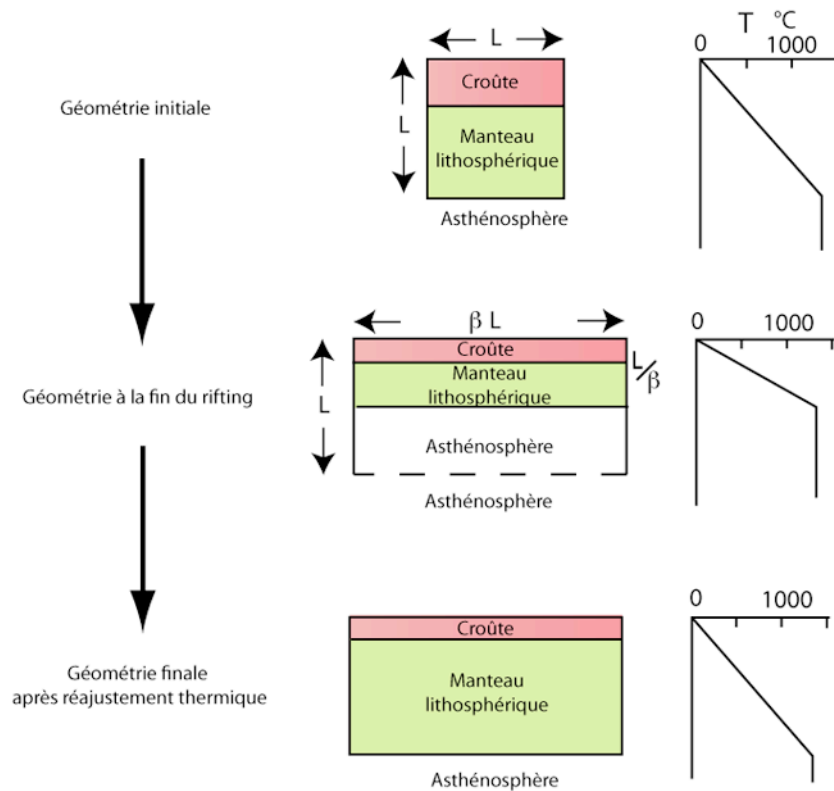 L
T °C
0 1000
Croûte
Géométrie initiale
L
Manteau
lithosphérique
Asthénosphère
β L
0 1000
Croûte
L/β
Manteau
lithosphérique
Géométrie à la fin du rifting
L
Asthénosphère
Asthénosphère
0 1000
Croûte
Géométrie finale
après réajustement thermique
Manteau
lithosphérique
Asthénosphère